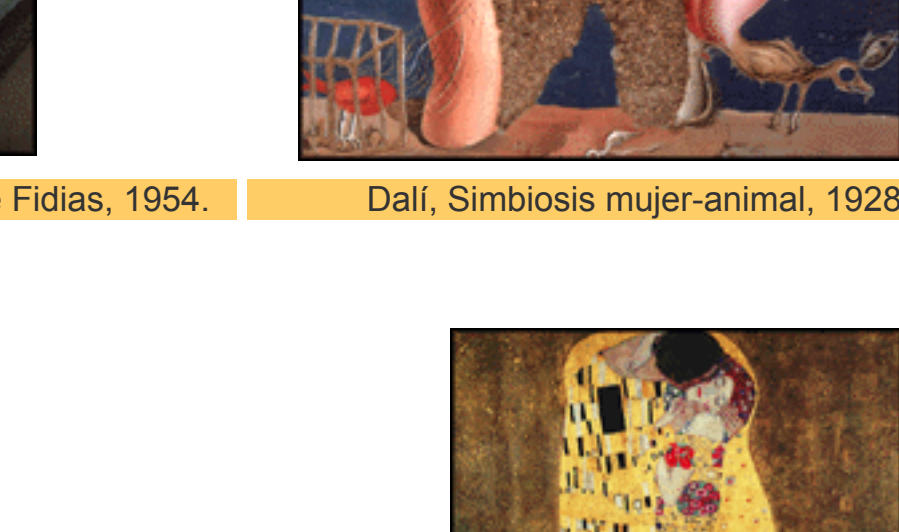 Fidias, 1954.
Dalí, Simbiosis mujer-animal, 1928